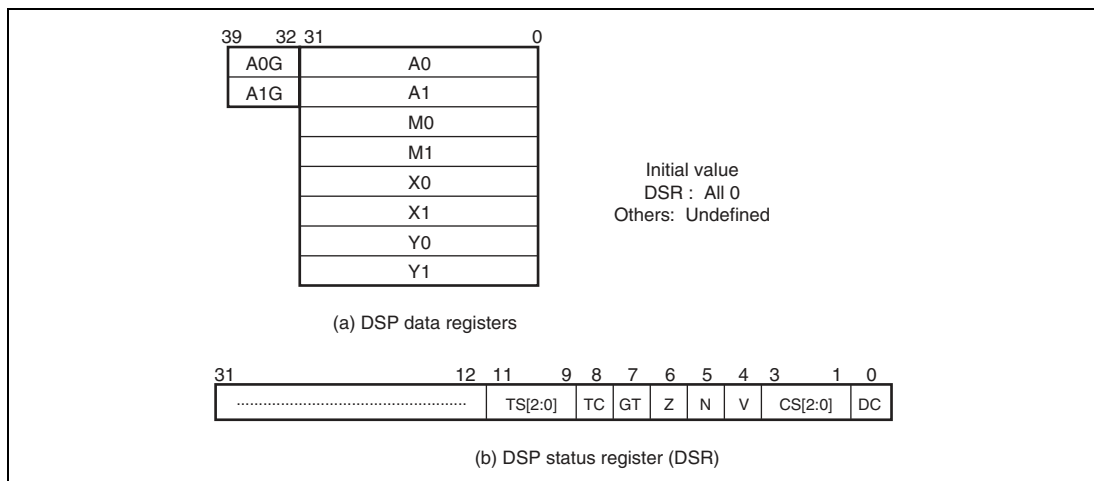 39 32 31 0
A0G A0
A1G A1
M0
M1
X0
X1
Y0
Y1
Initial value
DSR : All 0
Others: Undefined
(a) DSP data registers
31 12 11 9 8 7 6 5 4 3 1 0
TS[2:0] TC GT Z N V CS[2:0] DC
(b) DSP status register (DSR)